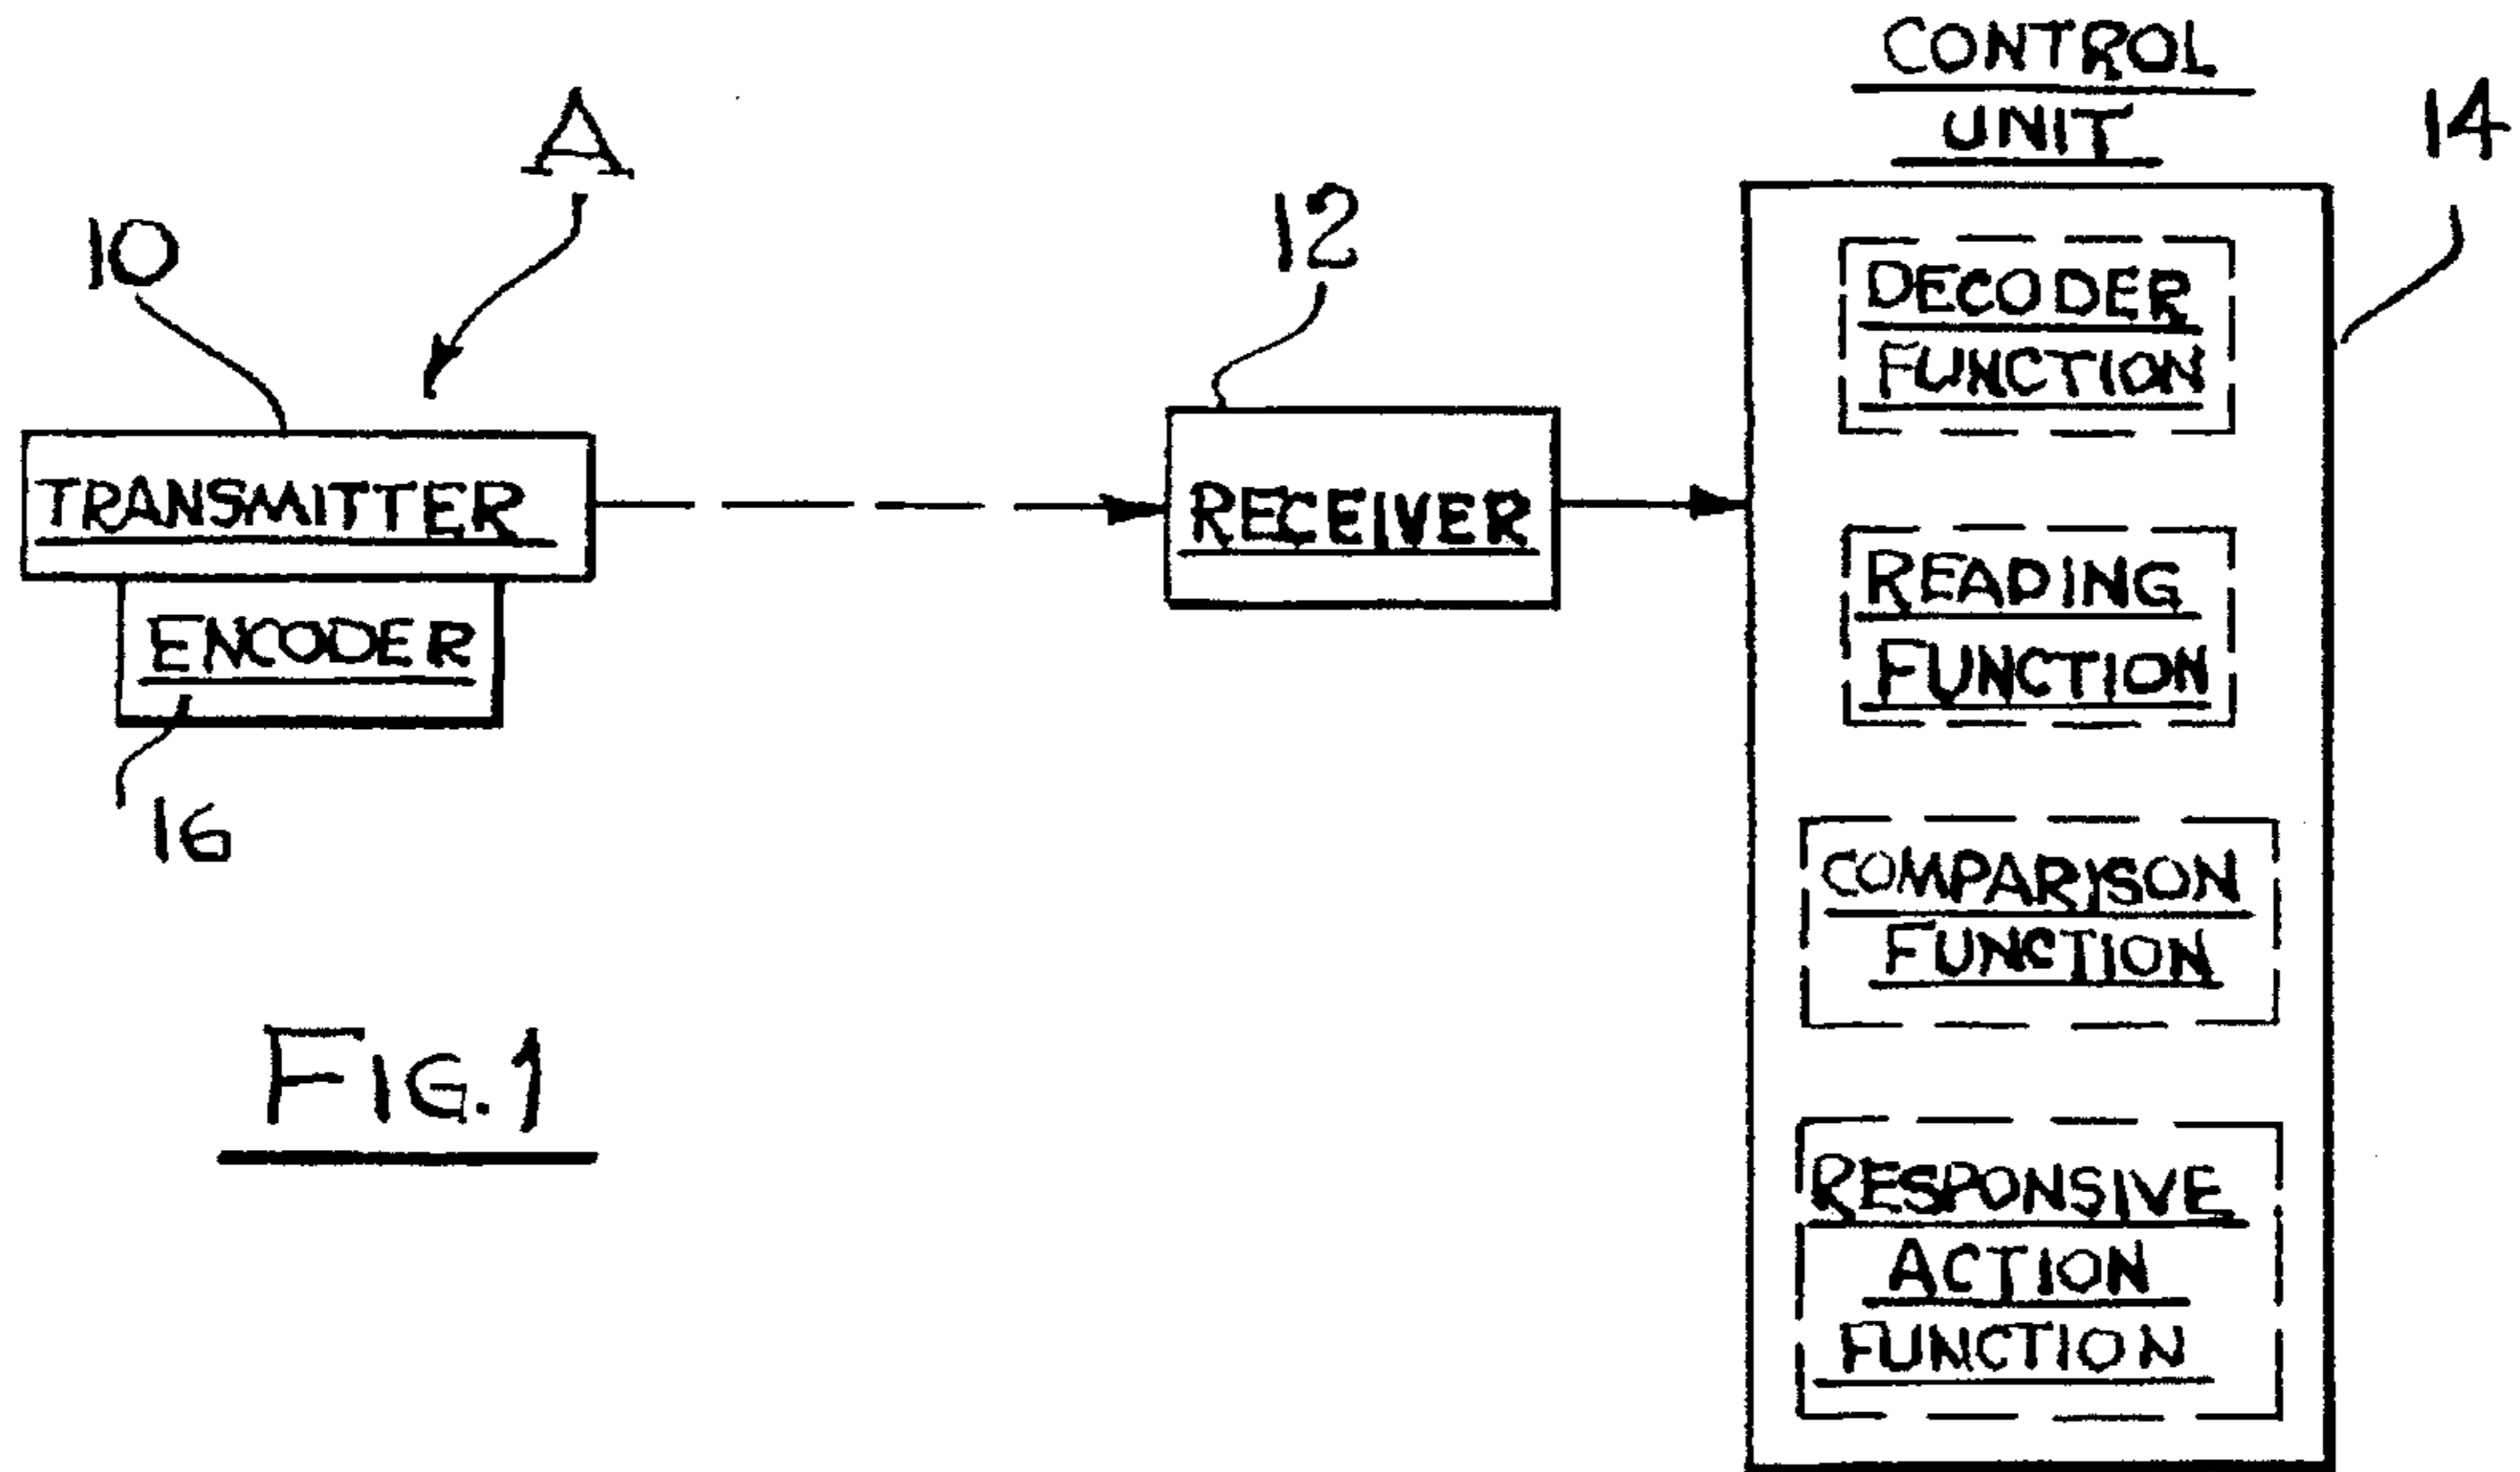 CONTROL
UNIT
14
A
10
12
TRANSMITTER
ENCODER
16
RECEIVER
DECODER
FUNCTION
READING
FUNCTION
COMPARISON
FUNCTION
RESPONSIVE
ACTION
FUNCTION
FIG. 1